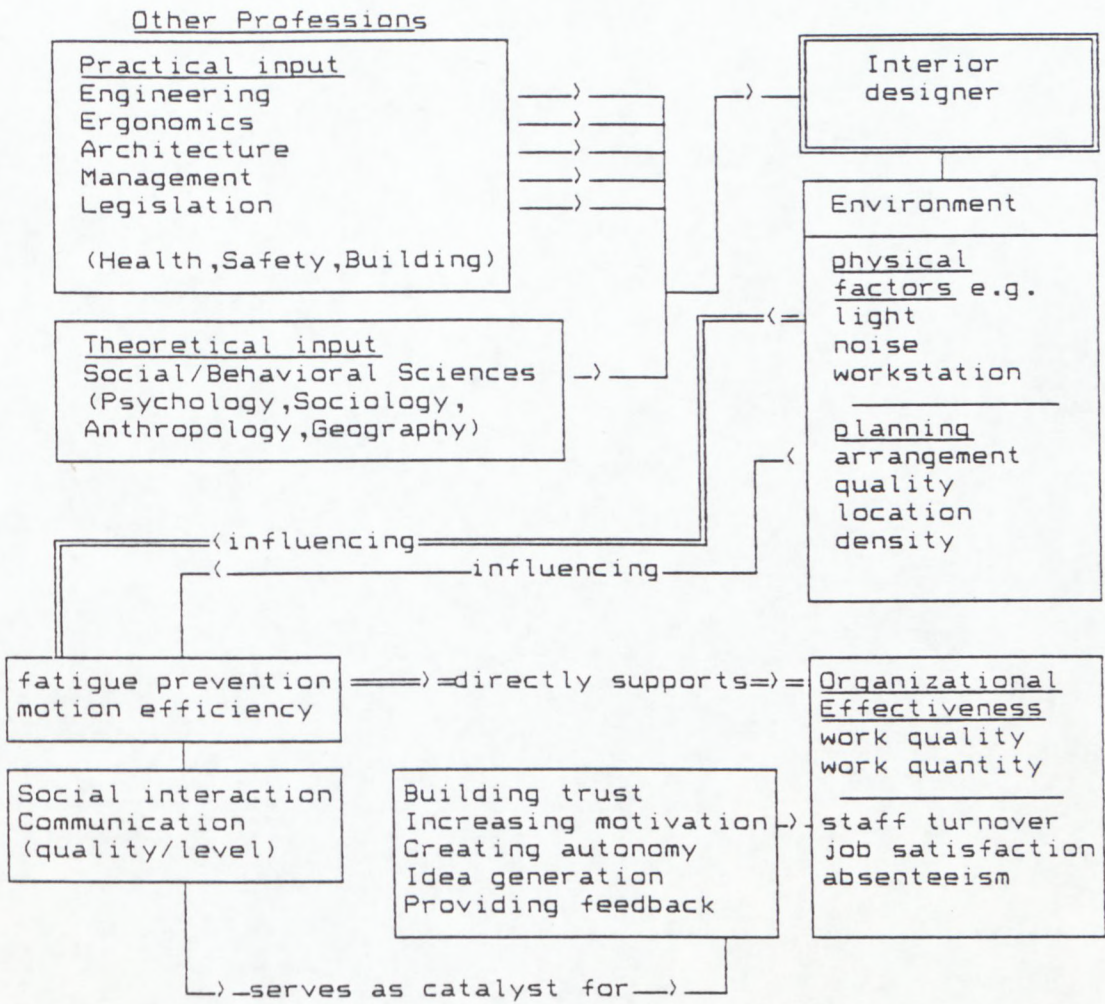 Other Professions
Practical input
Engineering
Ergonomics
Architecture
Management
Legislation
(Health,Safety,Building)
Theoretical input
Social/Behavioral Sciences
(Psychology,Sociology,
Anthropology,Geography)
Interior
designer
Environment
physical
factors e.g.
light
noise
workstation
planning
arrangement
quality
location
density
influencing
influencing
fatigue prevention
motion efficiency
directly supports
Organizational
Effectiveness
work quality
work quantity
staff turnover
job satisfaction
absenteeism
Social interaction
Communication
(quality/level)
Building trust
Increasing motivation
Creating autonomy
Idea generation
Providing feedback
serves as catalyst for